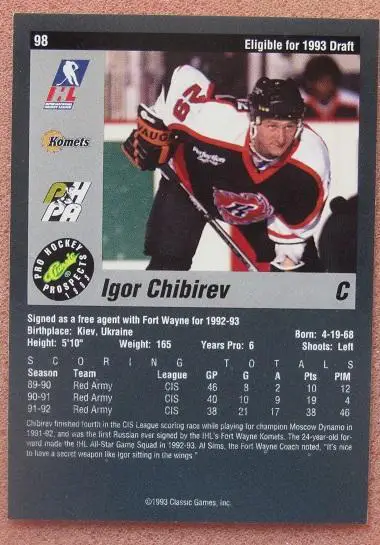 98
Eligible for 1993 Draft
IHL
INTERNATIONAL HOCKEY LEAGUE
Komets
PHPA
VAUGHN
29
Perfection
PRO HOCKEY PROSPECTS
Classic
1993
Igor Chibirev C
Signed as a free agent with Fort Wayne for 1992-93
Birthplace: Kiev, Ukraine Born: 4-19-68
Height: 5'10" Weight: 165 Years Pro: 6 Shoots: Left
SCORING TOTALS
Season Team League GP G A Pts PIM
89-90 Red Army CIS 46 8 2 10 12
90-91 Red Army CIS 40 10 9 19 4
91-92 Red Army CIS 38 21 17 38 46
Chibirev finished fourth in the CIS League scoring race while playing for champion Moscow Dynamo in
1991-92, and was the first Russian ever signed by the IHL's Fort Wayne Komets. The 24-year-old for-
ward made the IHL All-Star Game Squad in 1992-93. Al Sims, the Fort Wayne Coach noted, "It's nice
to have a secret weapon like Igor sitting in the wings "
©1993 Classic Games, Inc.